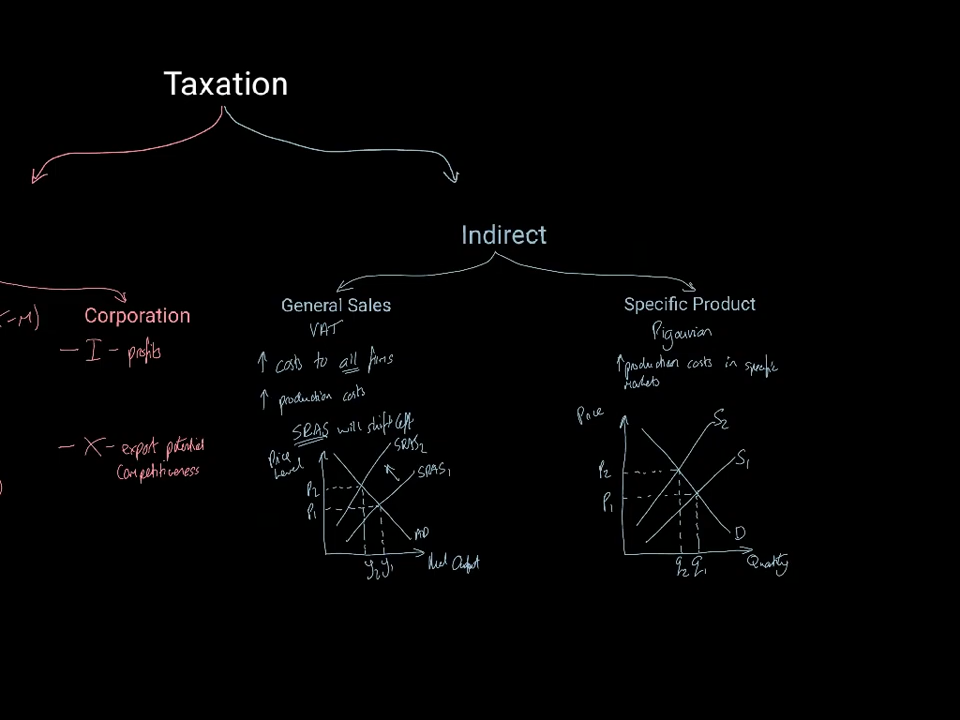 Taxation
Indirect
-M)
Corporation
— I - profits
— X - export potential
Competitiveness
)
General Sales
VAT
↑ costs to all firms
↑ production costs
SRAS will shift left
Price
Level
SRAS2
SRAS1
P2
P1
AD
y2 y1
Real Output
Specific Product
Pigouvian
↑ production costs in specific
markets
Price
S2
S1
P2
P1
D
q2 q1
Quantity